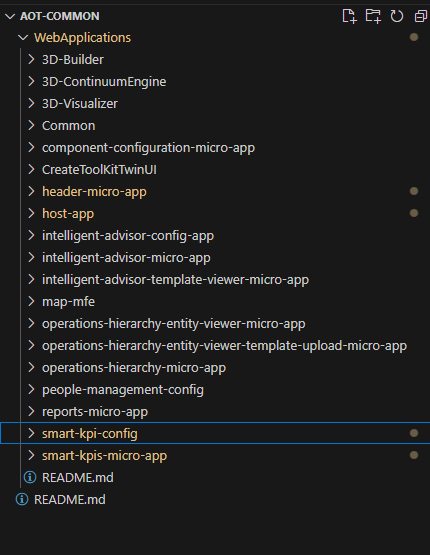 AOT-COMMON
WebApplications
3D-Builder
3D-ContinuumEngine
3D-Visualizer
Common
component-configuration-micro-app
CreateToolKitTwinUI
header-micro-app
host-app
intelligent-advisor-config-app
intelligent-advisor-micro-app
intelligent-advisor-template-viewer-micro-app
map-mfe
operations-hierarchy-entity-viewer-micro-app
operations-hierarchy-entity-viewer-template-upload-micro-app
operations-hierarchy-micro-app
people-management-config
reports-micro-app
smart-kpi-config
smart-kpis-micro-app
README.md
README.md